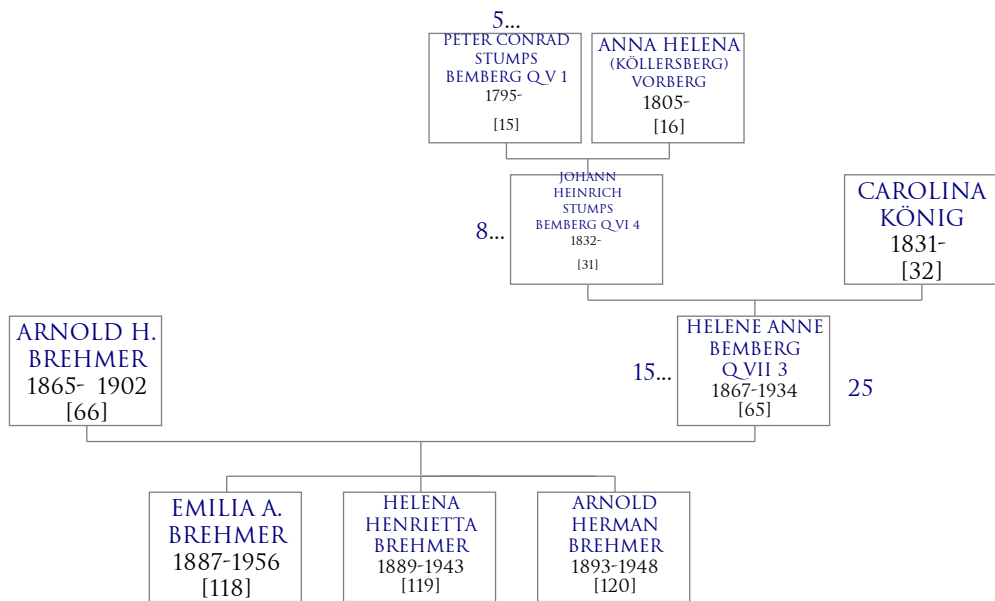 5...
PETER CONRAD
STUMPS
BEMBERG Q V 1
1795-
[15]
ANNA HELENA
(KÖLLERSBERG)
VORBERG
1805-
[16]
8...
JOHANN
HEINRICH
STUMPS
BEMBERG Q VI 4
1832-
[31]
CAROLINA
KÖNIG
1831-
[32]
ARNOLD H.
BREHMER
1865- 1902
[66]
15...
HELENE ANNE
BEMBERG
Q VII 3
1867-1934
[65]
25
EMILIA A.
BREHMER
1887-1956
[118]
HELENA
HENRIETTA
BREHMER
1889-1943
[119]
ARNOLD
HERMAN
BREHMER
1893-1948
[120]